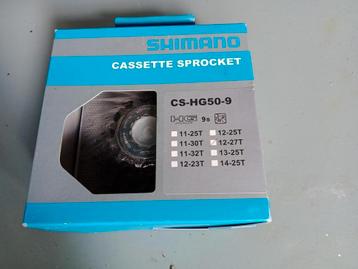 SHIMANO
CASSETTE SPROCKET
CS-HG50-9
HG 9s
11-25T 12-25T
11-30T 12-27T
11-32T 13-25T
12-23T 14-25T